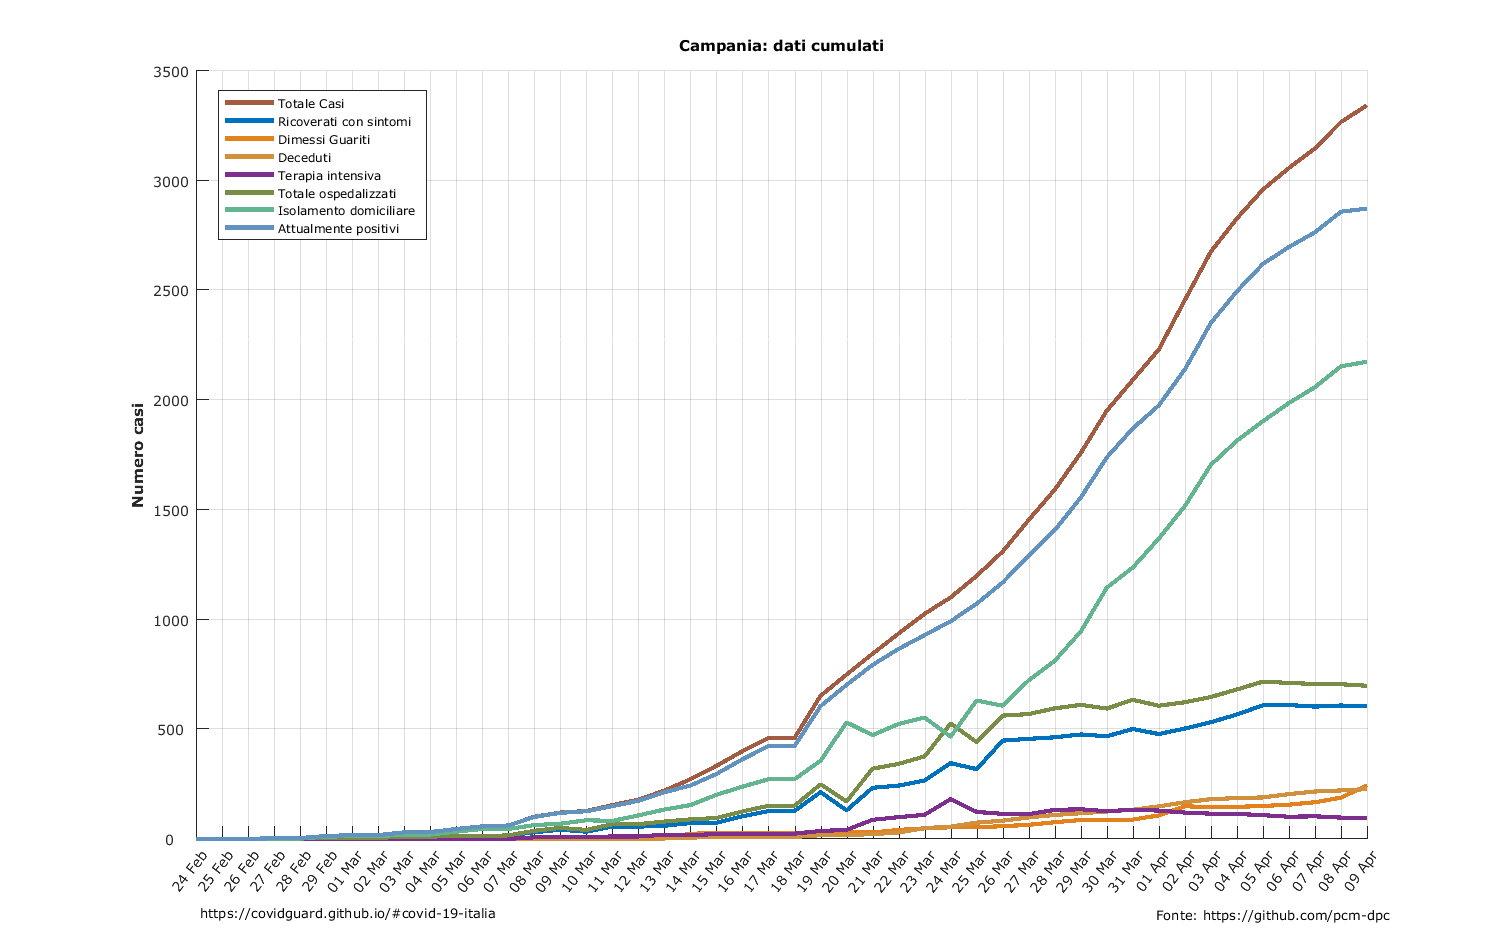 Campania: dati cumulati
3500
3000
2500
2000
1500
1000
500
0
Numero casi
Totale Casi
Ricoverati con sintomi
Dimessi Guariti
Deceduti
Terapia intensiva
Totale ospedalizzati
Isolamento domiciliare
Attualmente positivi
24 Feb
25 Feb
26 Feb
27 Feb
28 Feb
29 Feb
01 Mar
02 Mar
03 Mar
04 Mar
05 Mar
06 Mar
07 Mar
08 Mar
09 Mar
10 Mar
11 Mar
12 Mar
13 Mar
14 Mar
15 Mar
16 Mar
17 Mar
18 Mar
19 Mar
20 Mar
21 Mar
22 Mar
23 Mar
24 Mar
25 Mar
26 Mar
27 Mar
28 Mar
29 Mar
30 Mar
31 Mar
01 Apr
02 Apr
03 Apr
04 Apr
05 Apr
06 Apr
07 Apr
08 Apr
09 Apr
https://covidguard.github.io/#covid-19-italia
Fonte: https://github.com/pcm-dpc